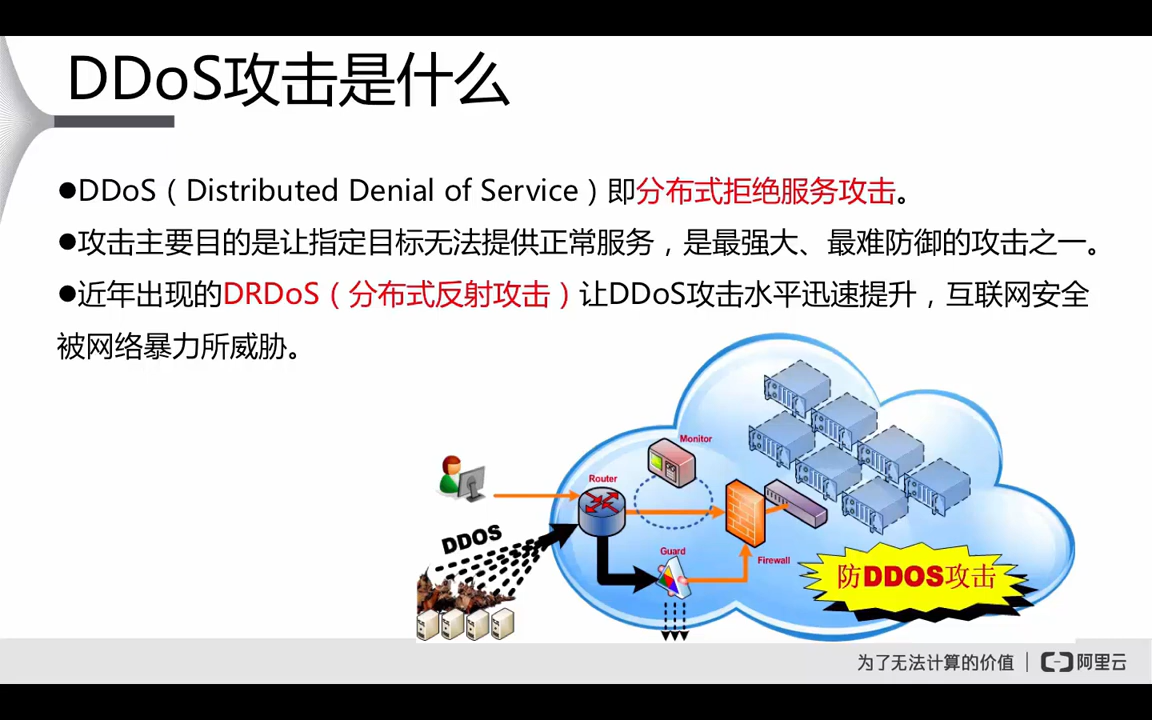 DDoS攻击是什么
●DDoS（Distributed Denial of Service）即分布式拒绝服务攻击。
●攻击主要目的是让指定目标无法提供正常服务，是最强大、最难防御的攻击之一。
●近年出现的DRDoS（分布式反射攻击）让DDoS攻击水平迅速提升，互联网安全
被网络暴力所威胁。
Monitor
Router
DDOS
Guard
Firewall
防DDOS攻击
为了无法计算的价值 | 阿里云